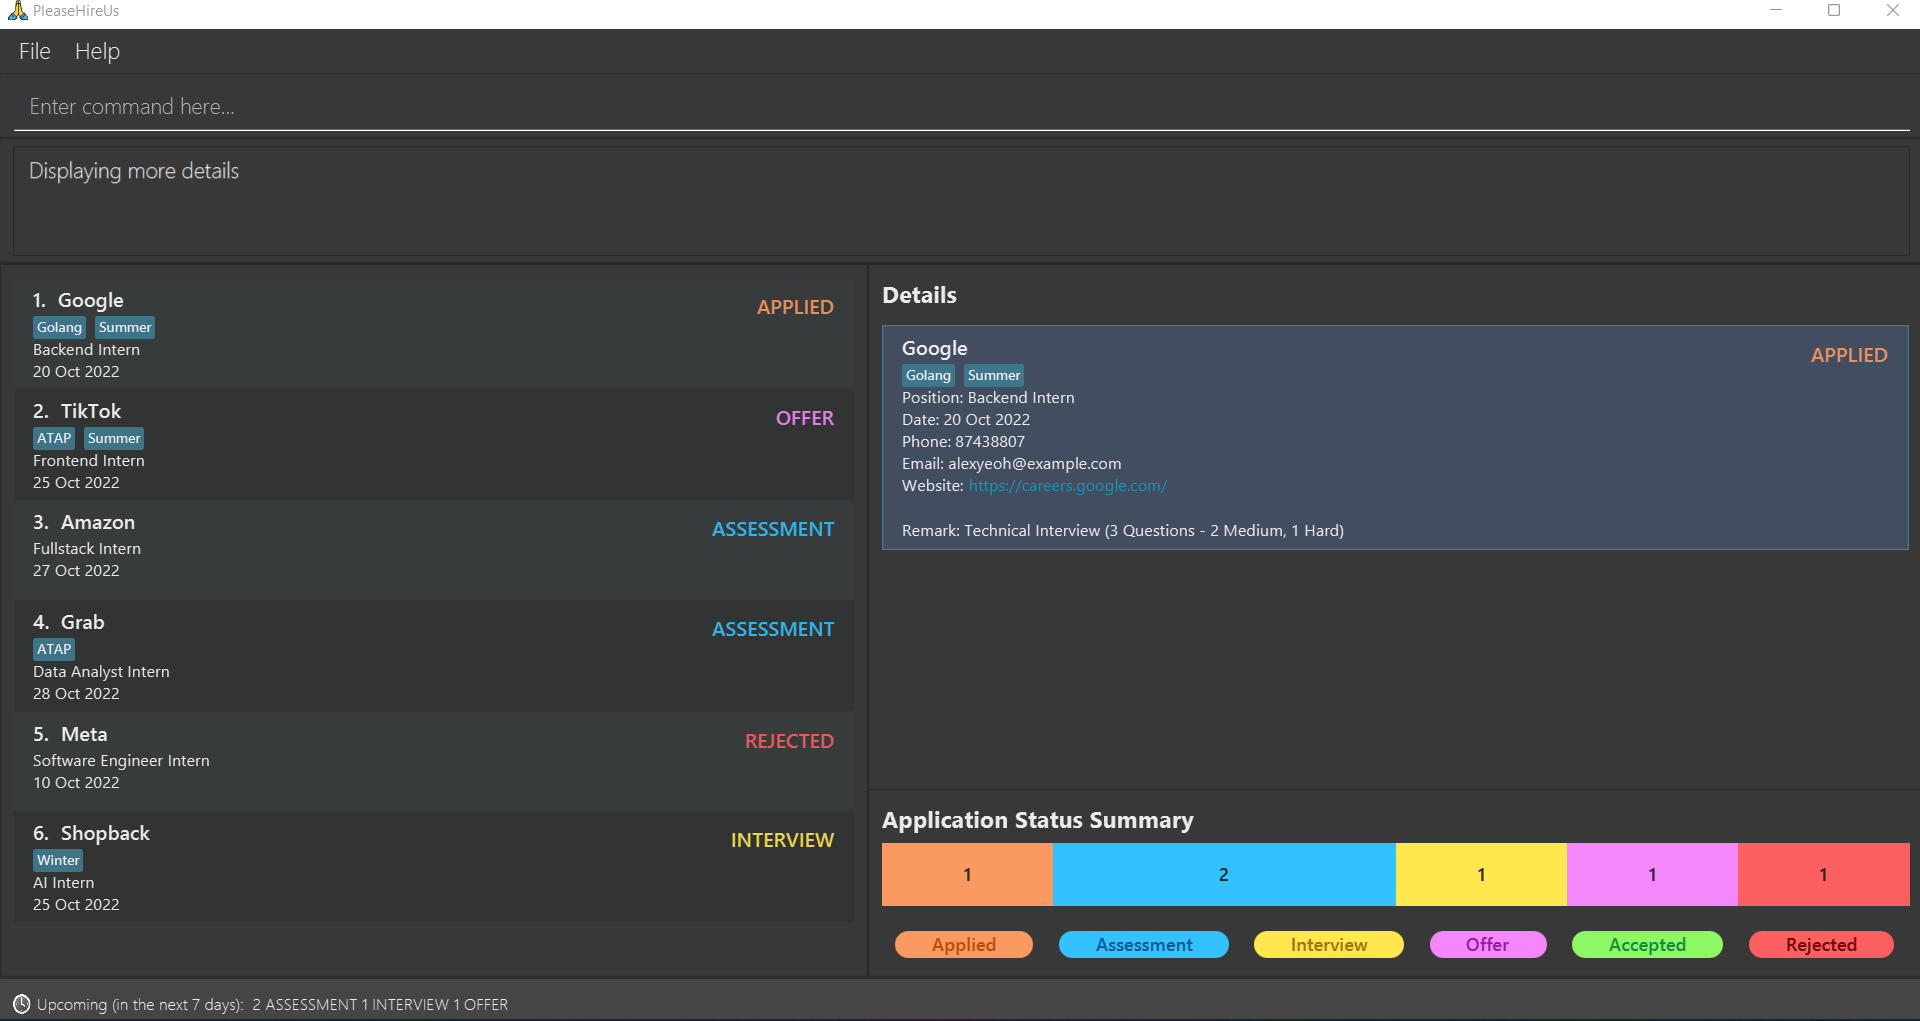 PleaseHireUs
File Help
Enter command here...
Displaying more details
1. Google
APPLIED
Golang Summer
Backend Intern
20 Oct 2022
2. TikTok
OFFER
ATAP Summer
Frontend Intern
25 Oct 2022
3. Amazon
ASSESSMENT
Fullstack Intern
27 Oct 2022
4. Grab
ASSESSMENT
ATAP
Data Analyst Intern
28 Oct 2022
5. Meta
REJECTED
Software Engineer Intern
10 Oct 2022
6. Shopback
INTERVIEW
Winter
AI Intern
25 Oct 2022
Details
Google
APPLIED
Golang Summer
Position: Backend Intern
Date: 20 Oct 2022
Phone: 87438807
Email: alexyeoh@example.com
Website: https://careers.google.com/
Remark: Technical Interview (3 Questions - 2 Medium, 1 Hard)
Application Status Summary
1 2 1 1 1
Applied Assessment Interview Offer Accepted Rejected
Upcoming (in the next 7 days): 2 ASSESSMENT 1 INTERVIEW 1 OFFER